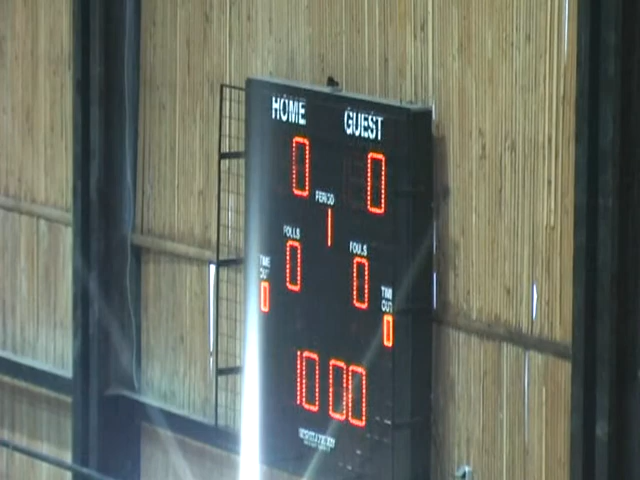 HOME GUEST
0 0
PERIOD
1
FOULS FOULS
0 0
TIME OUT TIME OUT
0 0
10 00